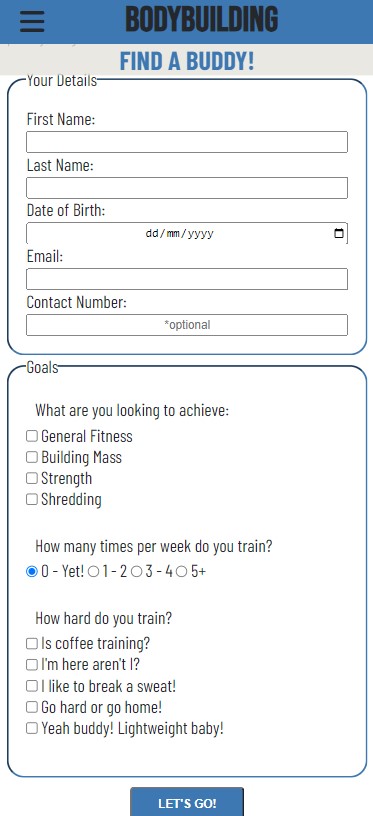 BODYBUILDING
FIND A BUDDY!
Your Details
First Name:
Last Name:
Date of Birth:
dd/mm/yyyy
Email:
Contact Number:
*optional
Goals
What are you looking to achieve:
General Fitness
Building Mass
Strength
Shredding
How many times per week do you train?
0 - Yet! 1 - 2 3 - 4 5+
How hard do you train?
Is coffee training?
I'm here aren't I?
I like to break a sweat!
Go hard or go home!
Yeah buddy! Lightweight baby!
LET'S GO!